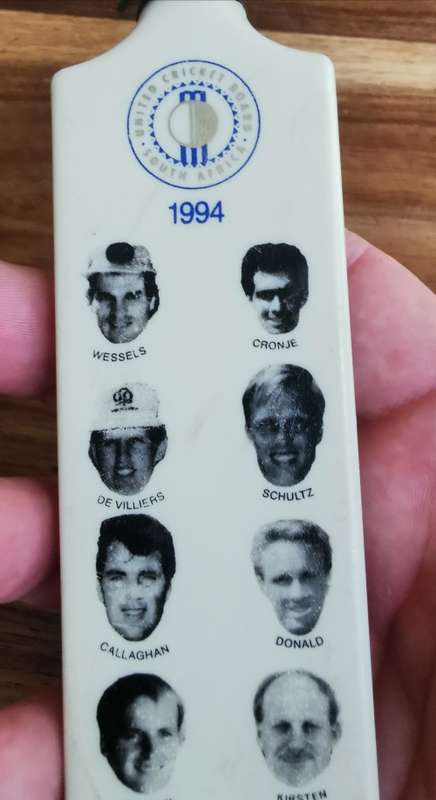 UNITED CRICKET BOARD
SOUTH AFRICA
1994
WESSELS
CRONJE
DE VILLIERS
SCHULTZ
CALLAGHAN
DONALD
KIRSTEN